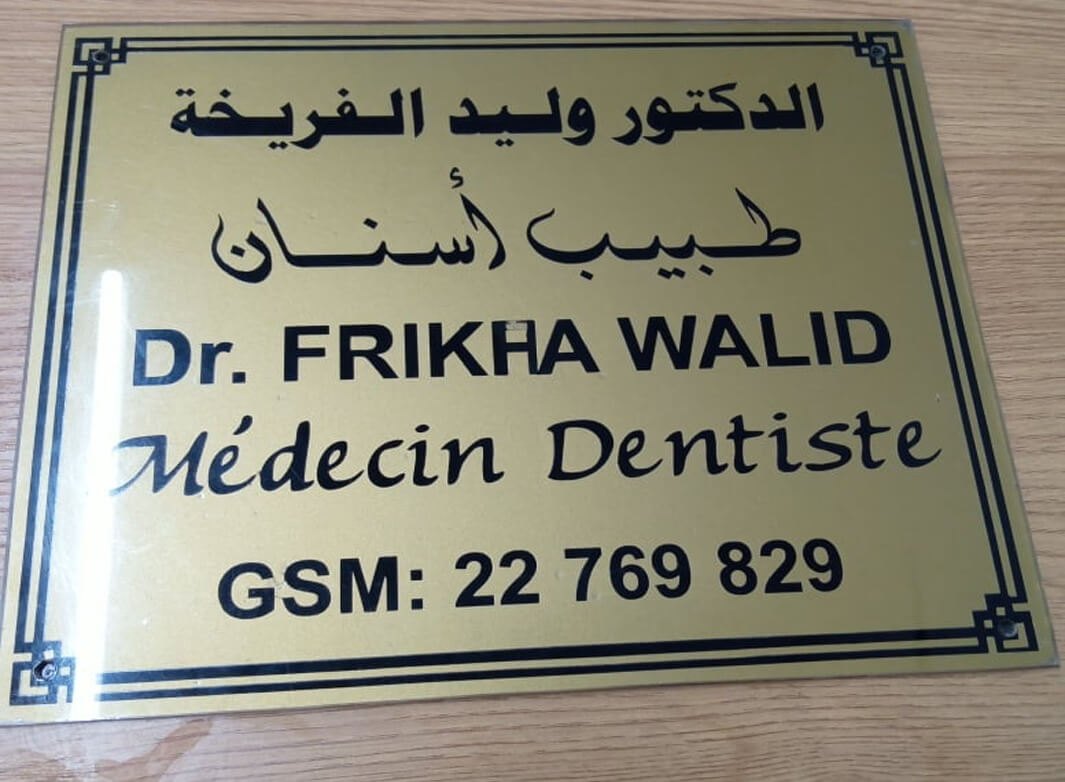 الدكتور وليد الفريخة
طبيب أسنان
Dr. FRIKHA WALID
Médecin Dentiste
GSM: 22 769 829